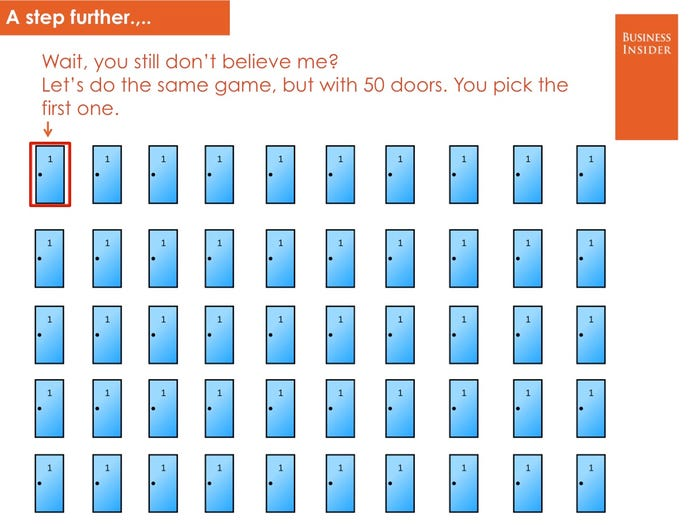 A step further.,..
BUSINESS
INSIDER
Wait, you still don't believe me?
Let's do the same game, but with 50 doors. You pick the
first one.
1 1 1 1 1 1 1 1 1 1
1 1 1 1 1 1 1 1 1 1
1 1 1 1 1 1 1 1 1 1
1 1 1 1 1 1 1 1 1 1
1 1 1 1 1 1 1 1 1 1